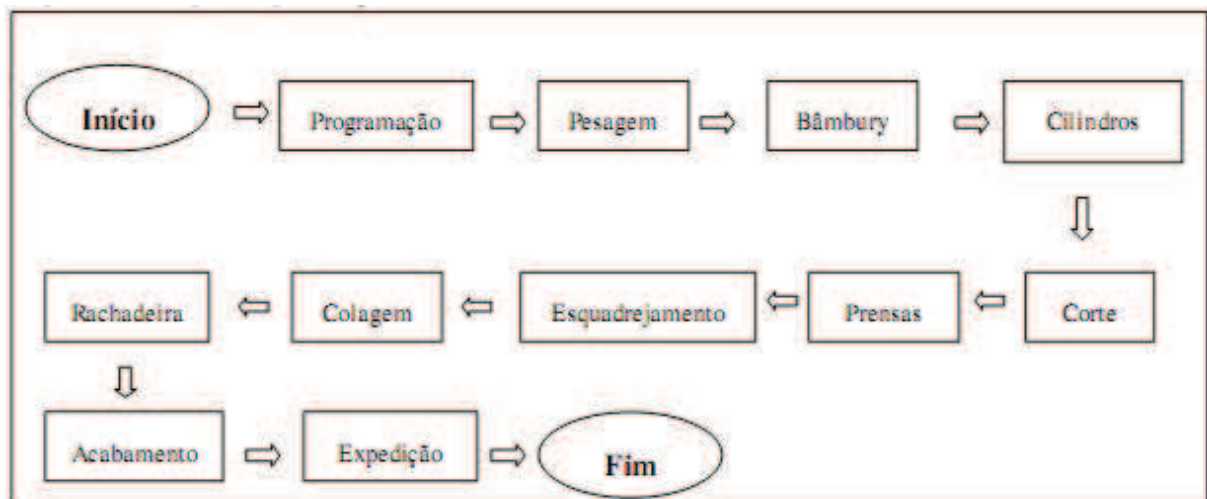 Início
Programação
Pesagem
Bâmbury
Cilindros
Corte
Prensas
Esquadrejamento
Colagem
Rachadeira
Acabamento
Expedição
Fim